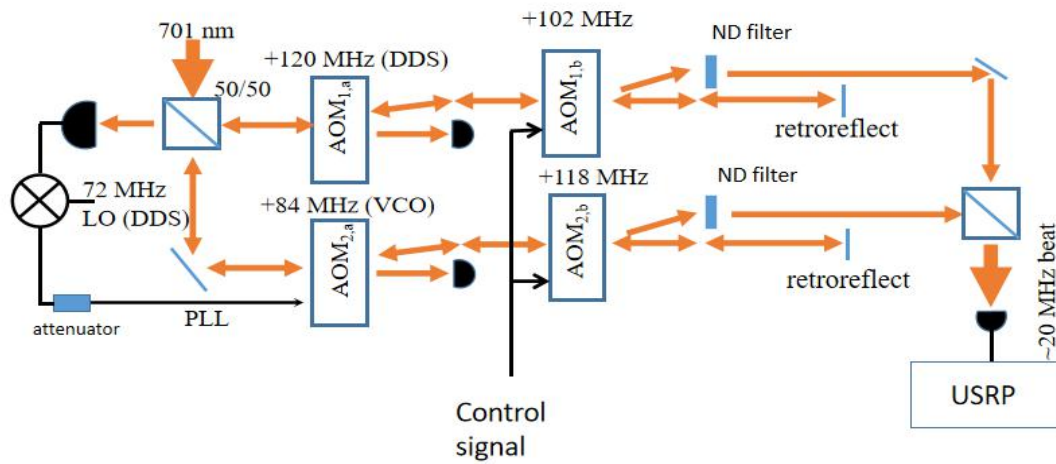 701 nm
50/50
+120 MHz (DDS)
AOM1,a
+102 MHz
AOM1,b
ND filter
retroreflect
72 MHz
LO (DDS)
+84 MHz (VCO)
AOM2,a
+118 MHz
AOM2,b
ND filter
retroreflect
attenuator
PLL
Control
signal
~20 MHz beat
USRP